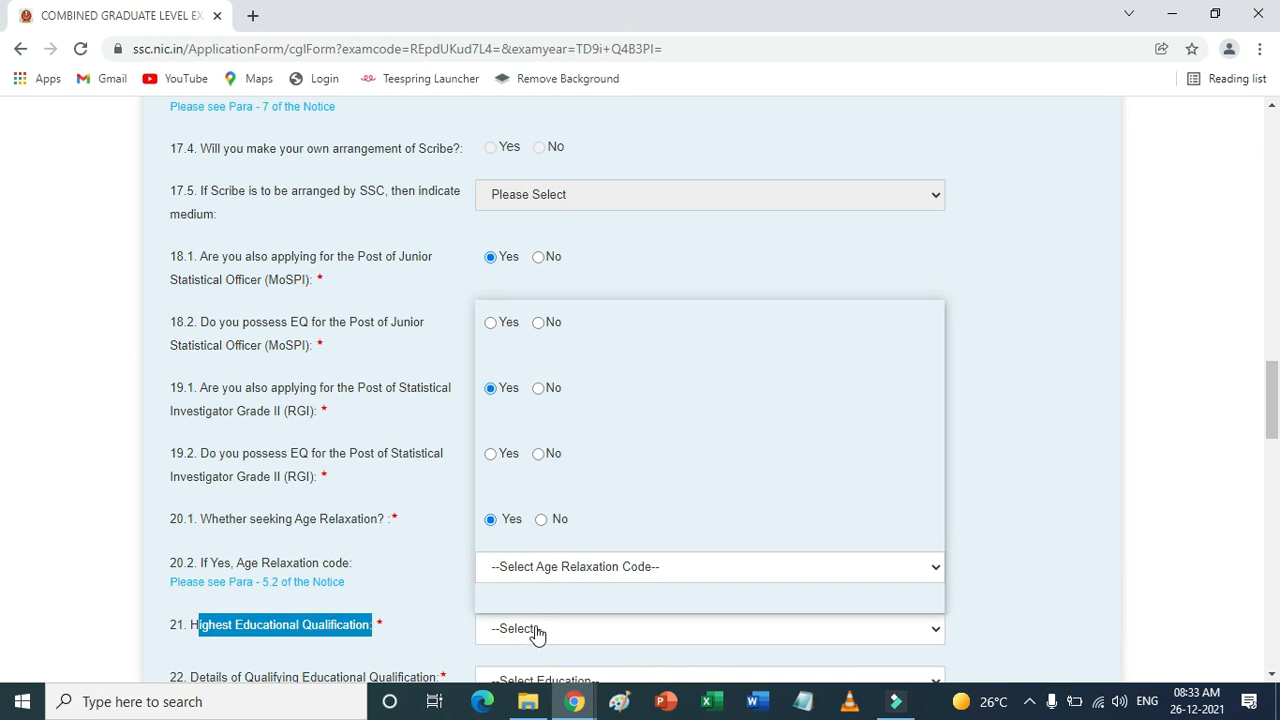 COMBINED GRADUATE LEVEL EX
ssc.nic.in/ApplicationForm/cglForm?examcode=REpdUKud7L4=&examyear=TD9i+Q4B3PI=
Apps Gmail YouTube Maps Login Teespring Launcher Remove Background Reading list
Please see Para - 7 of the Notice
17.4. Will you make your own arrangement of Scribe?: Yes No
17.5. If Scribe is to be arranged by SSC, then indicate
medium:
Please Select
18.1. Are you also applying for the Post of Junior
Statistical Officer (MoSPI): *
Yes No
18.2. Do you possess EQ for the Post of Junior
Statistical Officer (MoSPI): *
Yes No
19.1. Are you also applying for the Post of Statistical
Investigator Grade II (RGI): *
Yes No
19.2. Do you possess EQ for the Post of Statistical
Investigator Grade II (RGI): *
Yes No
20.1. Whether seeking Age Relaxation? :* Yes No
20.2. If Yes, Age Relaxation code:
Please see Para - 5.2 of the Notice
--Select Age Relaxation Code--
21. Highest Educational Qualification: * --Select--
22. Details of Qualifying Educational Qualification:* --Select Education--
Type here to search
26°C ENG 08:33 AM
26-12-2021